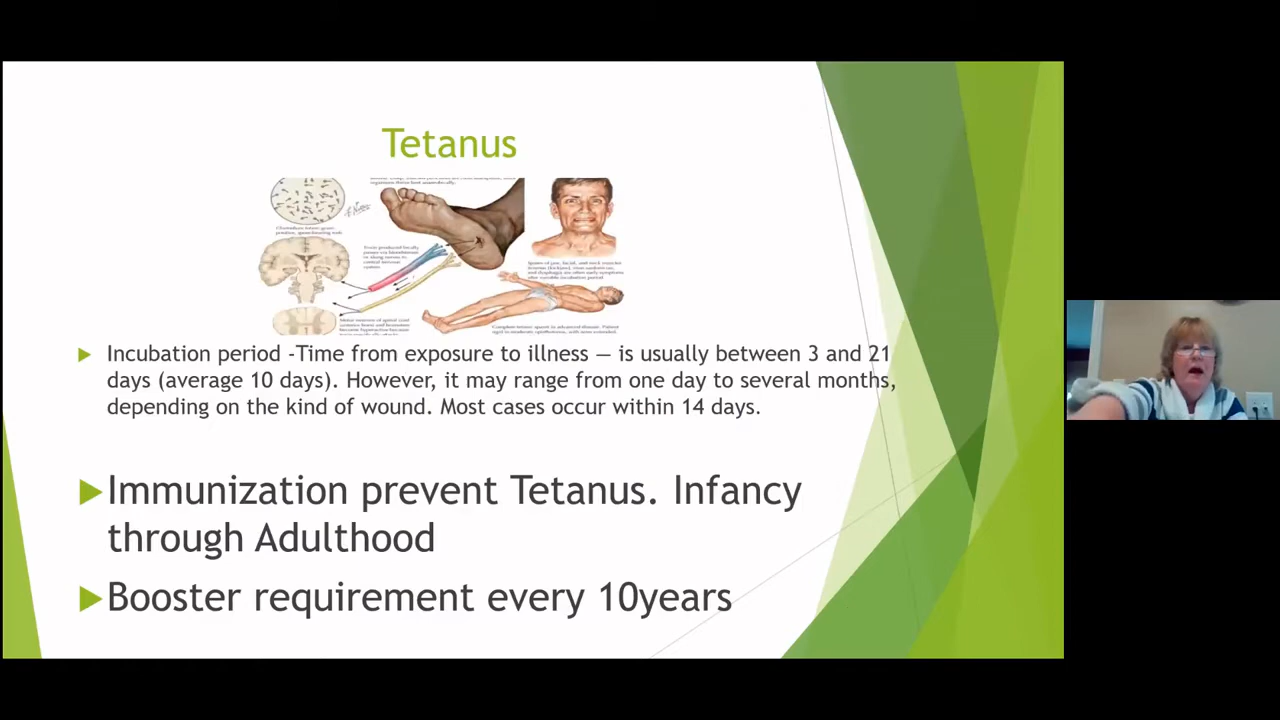 Tetanus
Incubation period -Time from exposure to illness — is usually between 3 and 21
days (average 10 days). However, it may range from one day to several months,
depending on the kind of wound. Most cases occur within 14 days.
Immunization prevent Tetanus. Infancy
through Adulthood
Booster requirement every 10years